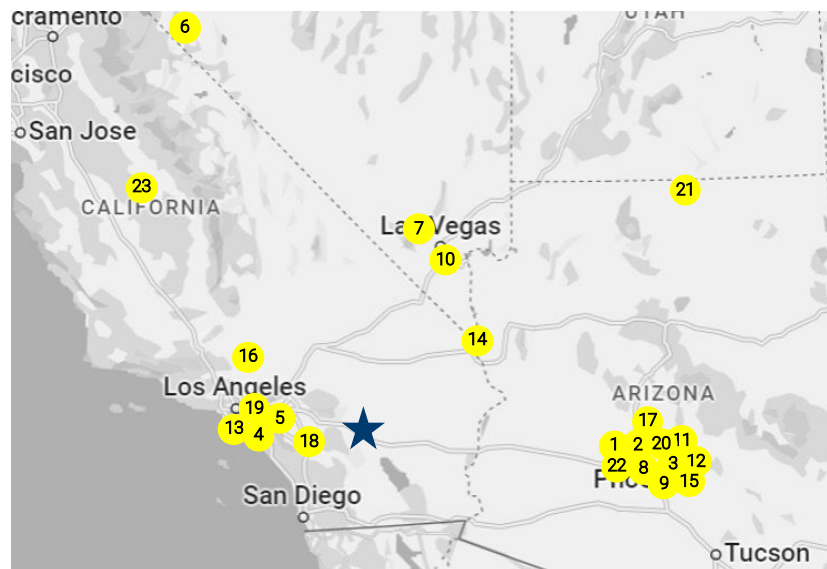 cramento
6
UTAH
cisco
San Jose
23
CALIFORNIA
21
7
Las Vegas
10
14
16
Los Angeles
19
5
13
4
18
ARIZONA
17
1 2 20 11
22 8 3 12
Pho
9 15
San Diego
Tucson